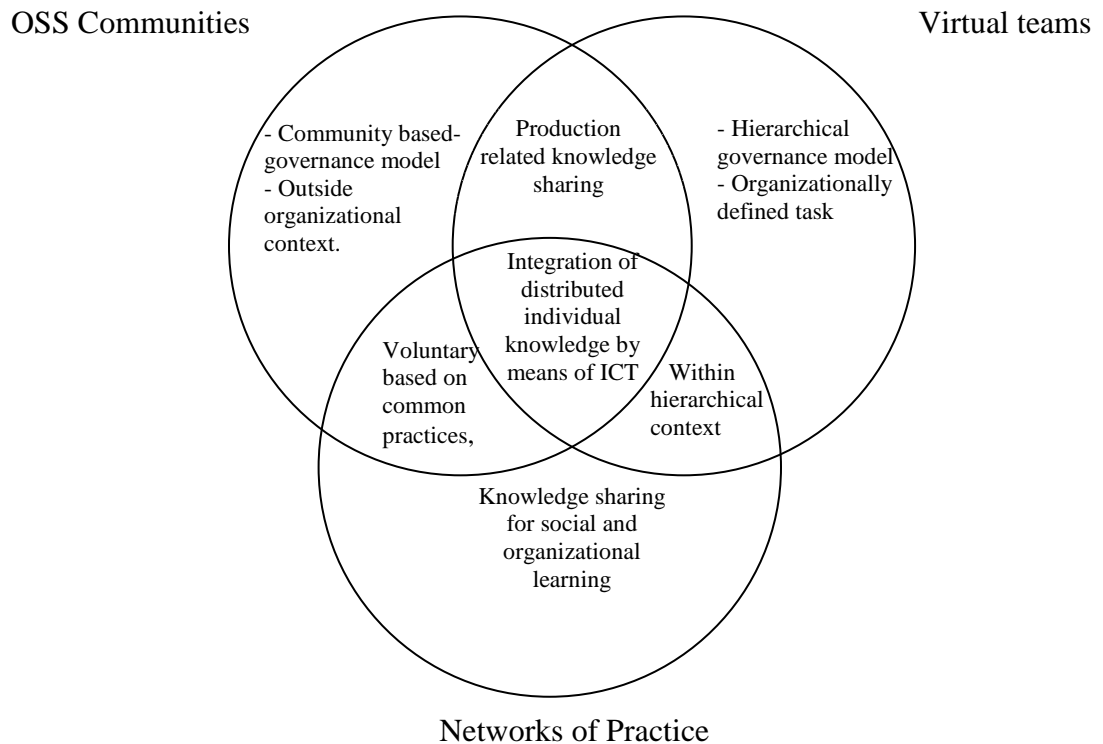 OSS Communities
Virtual teams
- Community based-
governance model
- Outside
organizational
context.
Production
related knowledge
sharing
- Hierarchical
governance model
- Organizationally
defined task
Integration of
distributed
individual
knowledge by
means of ICT
Voluntary
based on
common
practices,
Within
hierarchical
context
Knowledge sharing
for social and
organizational
learning
Networks of Practice